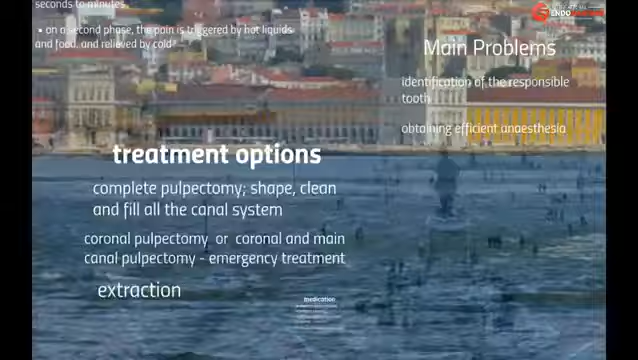 seconds to minutes.
• on a second phase, the pain is triggered by hot liquids
and food, and relieved by cold?
ENDO
Main Problems
identification of the responsible
tooth
obtaining efficient anaesthesia
treatment options
complete pulpectomy; shape, clean
and fill all the canal system
coronal pulpectomy or coronal and main
canal pulpectomy - emergency treatment
extraction
medication